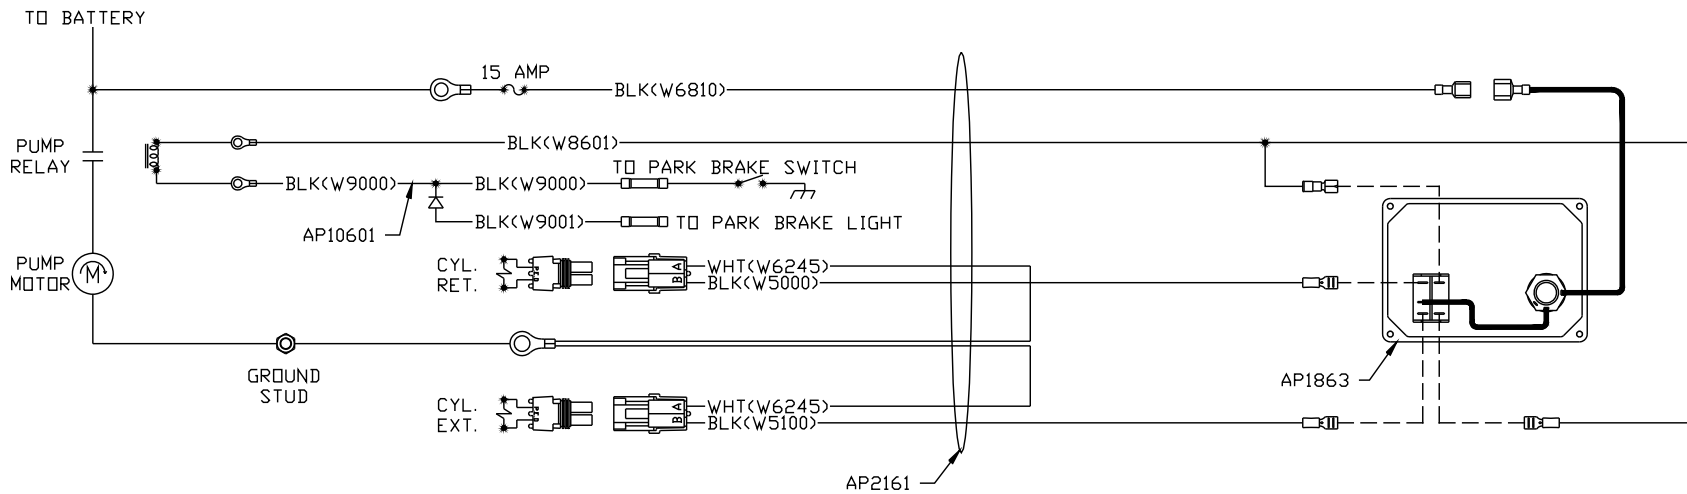 TO BATTERY
15 AMP
BLK(W6810)
PUMP
RELAY
BLK(W8601)
TO PARK BRAKE SWITCH
BLK(W9000)
BLK(W9000)
BLK(W9001)
TO PARK BRAKE LIGHT
AP10601
PUMP
MOTOR
M
CYL.
RET.
A
B
WHT(W6245)
BLK(W5000)
GROUND
STUD
AP1863
CYL.
EXT.
A
B
WHT(W6245)
BLK(W5100)
AP2161